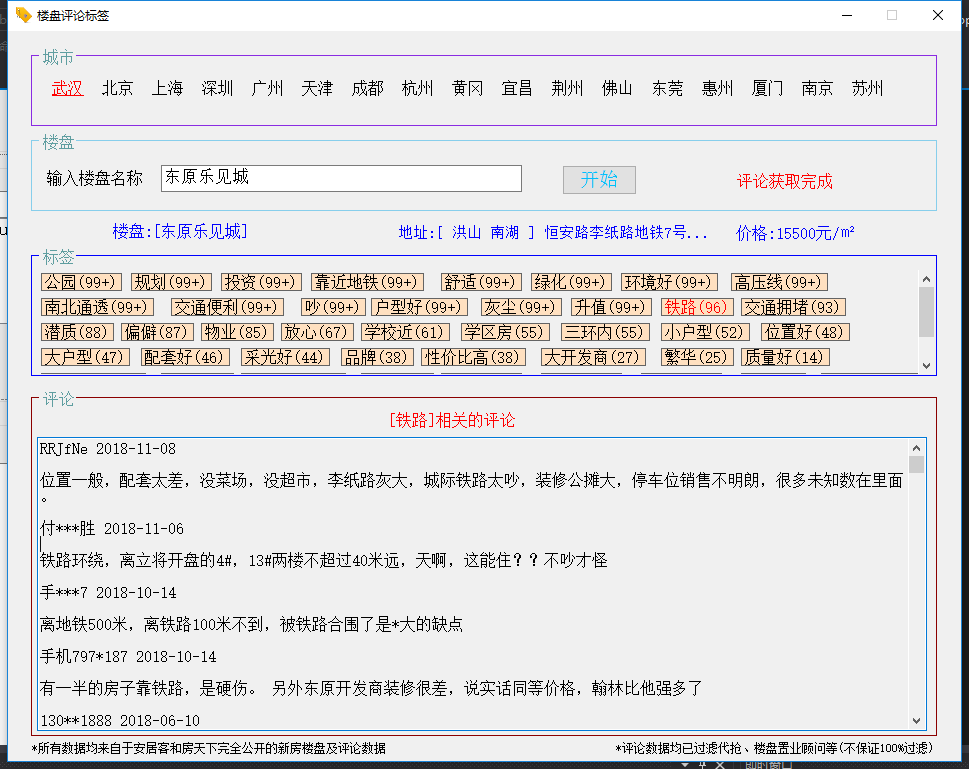 楼盘评论标签
城市
武汉 北京 上海 深圳 广州 天津 成都 杭州 黄冈 宜昌 荆州 佛山 东莞 惠州 厦门 南京 苏州
楼盘
输入楼盘名称 东原乐见城 开始 评论获取完成
楼盘:[东原乐见城] 地址:[ 洪山 南湖 ] 恒安路李纸路地铁7号... 价格:15500元/㎡
标签
公园(99+) 规划(99+) 投资(99+) 靠近地铁(99+) 舒适(99+) 绿化(99+) 环境好(99+) 高压线(99+)
南北通透(99+) 交通便利(99+) 吵(99+) 户型好(99+) 灰尘(99+) 升值(99+) 铁路(96) 交通拥堵(93)
潜质(88) 偏僻(87) 物业(85) 放心(67) 学校近(61) 学区房(55) 三环内(55) 小户型(52) 位置好(48)
大户型(47) 配套好(46) 采光好(44) 品牌(38) 性价比高(38) 大开发商(27) 繁华(25) 质量好(14)
评论
[铁路]相关的评论
RRJfNe 2018-11-08
位置一般，配套太差，没菜场，没超市，李纸路灰大，城际铁路太吵，装修公摊大，停车位销售不明朗，很多未知数在里面
。
付***胜 2018-11-06
铁路环绕，离立将开盘的4#，13#两楼不超过40米远，天啊，这能住？？不吵才怪
手***7 2018-10-14
离地铁500米，离铁路100米不到，被铁路合围了是*大的缺点
手机797*187 2018-10-14
有一半的房子靠铁路，是硬伤。 另外东原开发商装修很差，说实话同等价格，翰林比他强多了
130**1888 2018-06-10
*所有数据均来自于安居客和房天下完全公开的新房楼盘及评论数据 *评论数据均已过滤代抢、楼盘置业顾问等(不保证100%过滤)
即时窗口